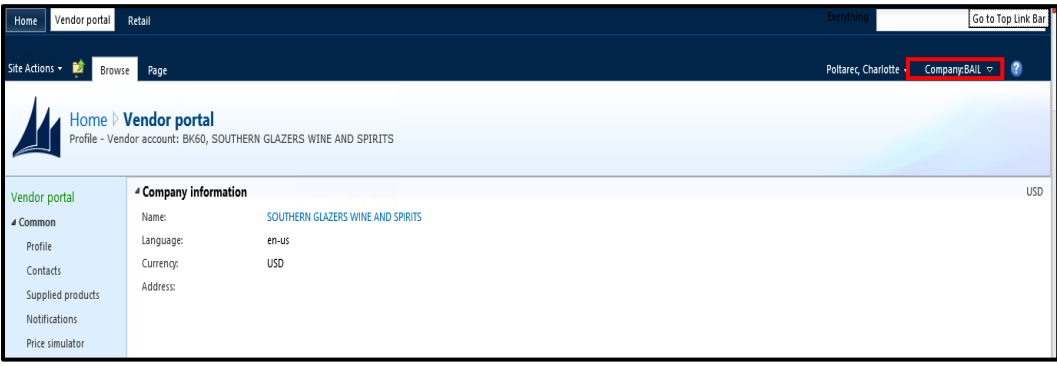 Home Vendor portal Retail Everything Go to Top Link Bar
Site Actions Browse Page Poltarec, Charlotte Company:BAIL
Home Vendor portal
Profile - Vendor account: BK60, SOUTHERN GLAZERS WINE AND SPIRITS
Vendor portal
Common
Profile
Contacts
Supplied products
Notifications
Price simulator
Company information USD
Name: SOUTHERN GLAZERS WINE AND SPIRITS
Language: en-us
Currency: USD
Address: